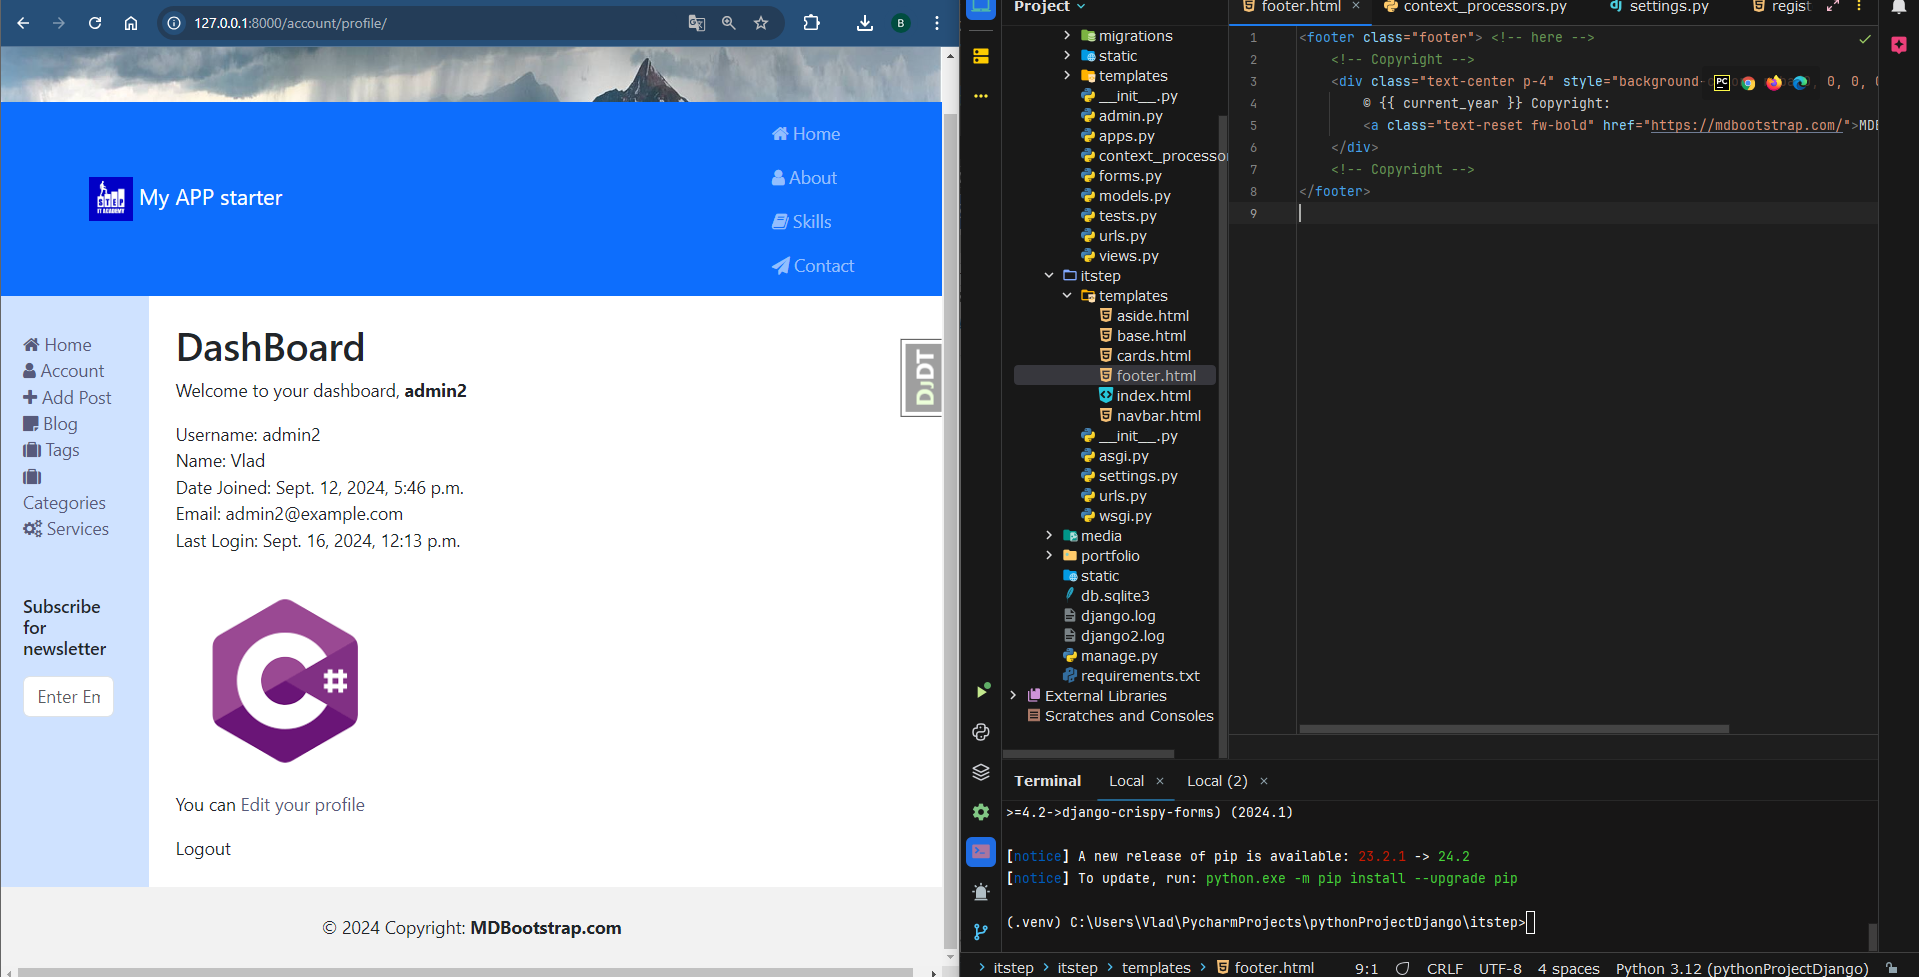 127.0.0.1:8000/account/profile/
B
STEP
IT ACADEMY
My APP starter
Home
About
Skills
Contact
Home
Account
Add Post
Blog
Tags
Categories
Services
Subscribe
for
newsletter
Enter En
DashBoard
Welcome to your dashboard, admin2
Username: admin2
Name: Vlad
Date Joined: Sept. 12, 2024, 5:46 p.m.
Email: admin2@example.com
Last Login: Sept. 16, 2024, 12:13 p.m.
C#
You can Edit your profile
Logout
DJDT
© 2024 Copyright: MDBootstrap.com
Project
migrations
static
templates
__init__.py
admin.py
apps.py
context_processor
forms.py
models.py
tests.py
urls.py
views.py
itstep
templates
aside.html
base.html
cards.html
footer.html
index.html
navbar.html
__init__.py
asgi.py
settings.py
urls.py
wsgi.py
media
portfolio
static
db.sqlite3
django.log
django2.log
manage.py
requirements.txt
External Libraries
Scratches and Consoles
footer.html × context_processors.py dj settings.py regist
1 <footer class="footer"> <!-- here -->
2 <!-- Copyright -->
3 <div class="text-center p-4" style="background- 0, 0, 0
4 © {{ current_year }} Copyright:
5 <a class="text-reset fw-bold" href="https://mdbootstrap.com/">MDB
6 </div>
7 <!-- Copyright -->
8 </footer>
9
PC
Terminal Local × Local (2) ×
>=4.2->django-crispy-forms) (2024.1)
[notice] A new release of pip is available: 23.2.1 -> 24.2
[notice] To update, run: python.exe -m pip install --upgrade pip
(.venv) C:\Users\Vlad\PycharmProjects\pythonProjectDjango\itstep>
itstep > itstep > templates > footer.html 9:1 CRLF UTF-8 4 spaces Python 3.12 (pythonProjectDjango)